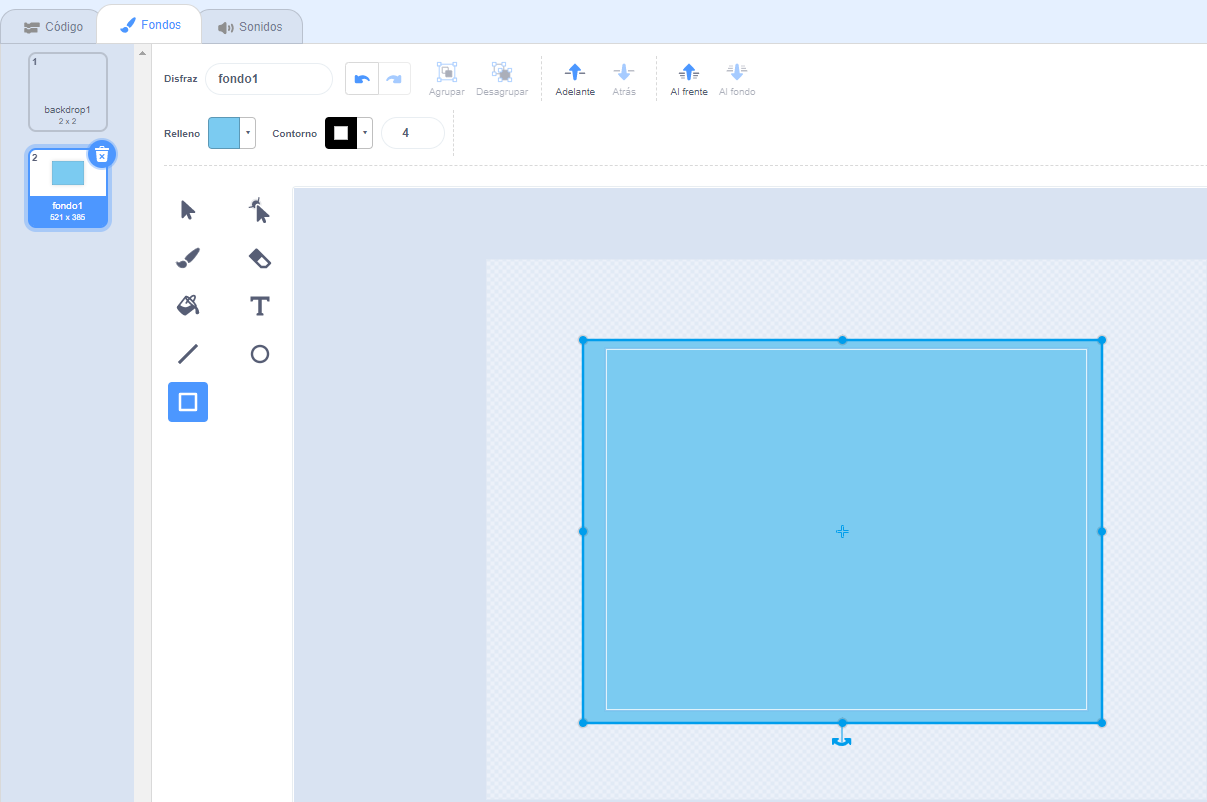 Código
Fondos
Sonidos
1
backdrop1
2 x 2
2
fondo1
521 x 385
Disfraz
fondo1
Agrupar
Desagrupar
Adelante
Atrás
Al frente
Al fondo
Relleno
Contorno
4
T